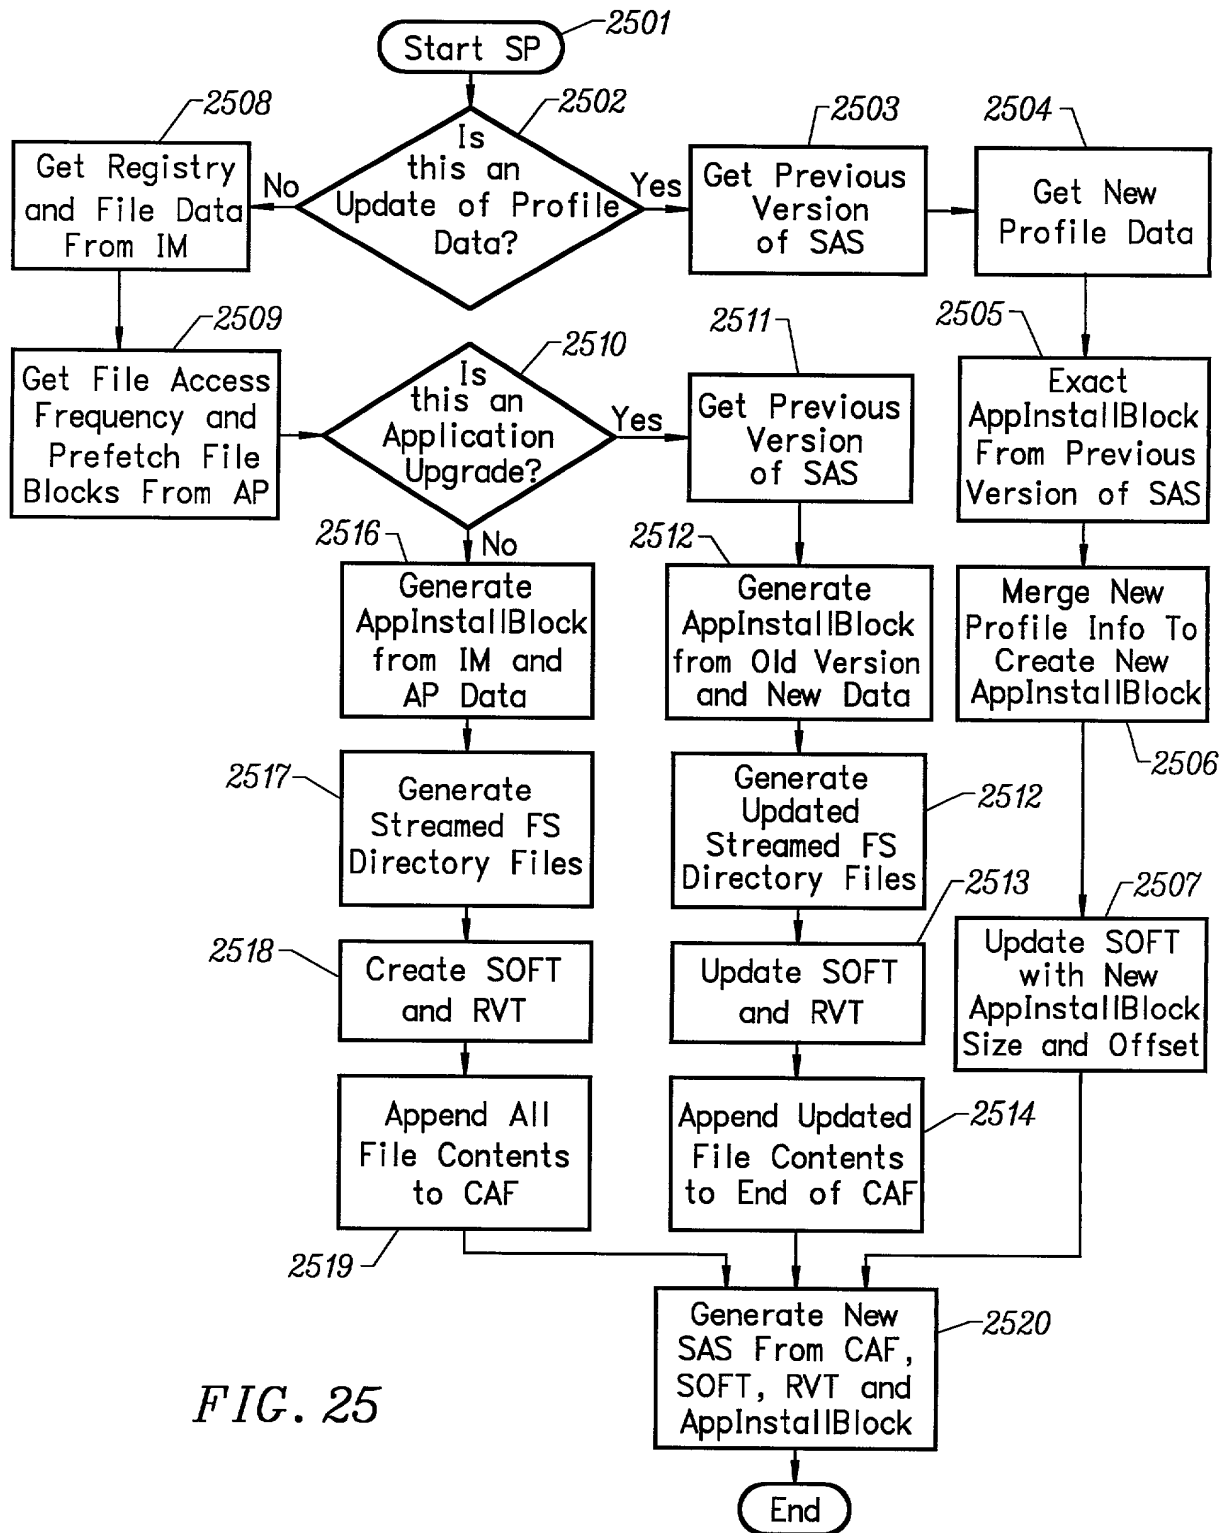 2501
Start SP
2502
Is
this an
Update of Profile
Data?
No
Yes
2508
Get Registry
and File Data
From IM
2503
Get Previous
Version
of SAS
2504
Get New
Profile Data
2509
Get File Access
Frequency and
Prefetch File
Blocks From AP
2510
Is
this an
Application
Upgrade?
Yes
No
2511
Get Previous
Version
of SAS
2505
Exact
AppInstallBlock
From Previous
Version of SAS
2516
Generate
AppInstallBlock
from IM and
AP Data
2512
Generate
AppInstallBlock
from Old Version
and New Data
Merge New
Profile Info To
Create New
AppInstallBlock
2506
2517
Generate
Streamed FS
Directory Files
Generate
Updated
Streamed FS
Directory Files
2512
2518
Create SOFT
and RVT
2513
Update SOFT
and RVT
2507
Update SOFT
with New
AppInstallBlock
Size and Offset
Append All
File Contents
to CAF
2519
Append Updated
File Contents
to End of CAF
2514
Generate New
SAS From CAF,
SOFT, RVT and
AppInstallBlock
2520
End
FIG. 25